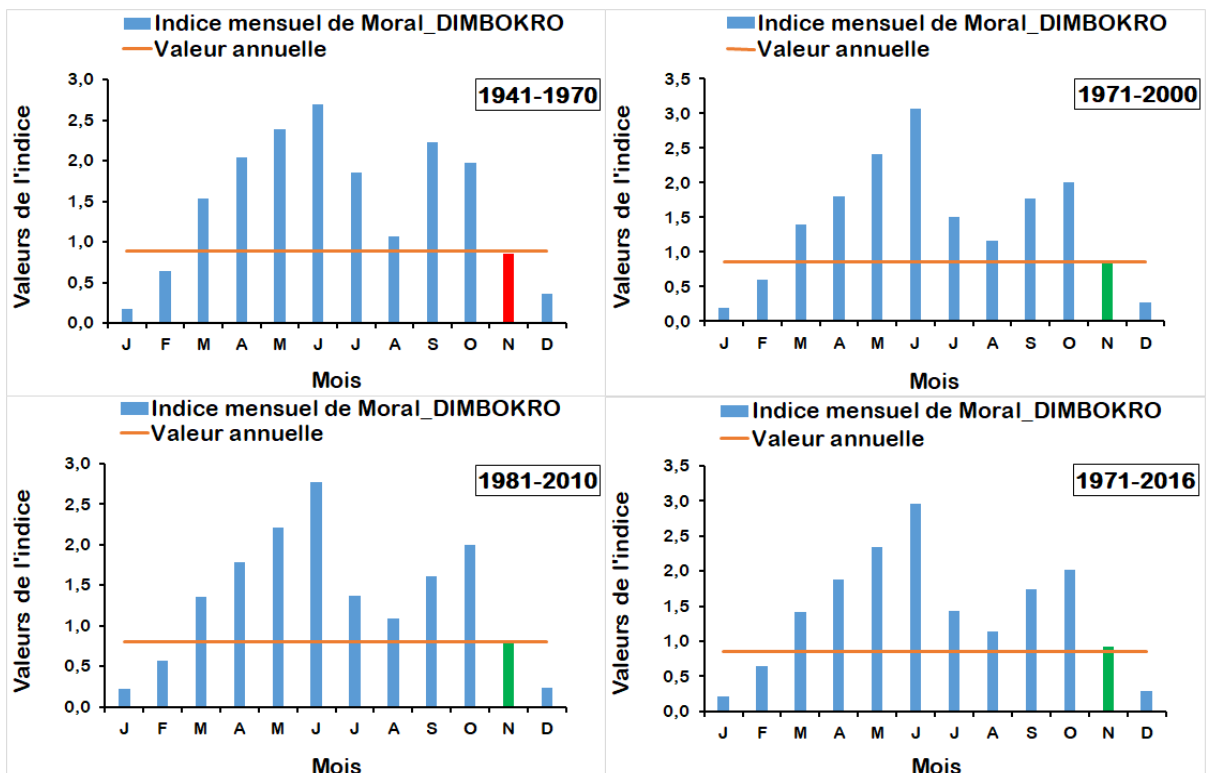 Indice mensuel de Moral_DIMBOKRO
Valeur annuelle
1941-1970
Valeurs de l'indice
3,0
2,5
2,0
1,5
1,0
0,5
0,0
J F M A M J J A S O N D
Mois
Indice mensuel de Moral_DIMBOKRO
Valeur annuelle
1971-2000
Valeurs de l'indice
3,5
3,0
2,5
2,0
1,5
1,0
0,5
0,0
J F M A M J J A S O N D
Mois
Indice mensuel de Moral_DIMBOKRO
Valeur annuelle
1981-2010
Valeurs de l'indice
3,0
2,5
2,0
1,5
1,0
0,5
0,0
J F M A M J J A S O N D
Mois
Indice mensuel de Moral_DIMBOKRO
Valeur annuelle
1971-2016
Valeurs de l'indice
3,5
3,0
2,5
2,0
1,5
1,0
0,5
0,0
J F M A M J J A S O N D
Mois